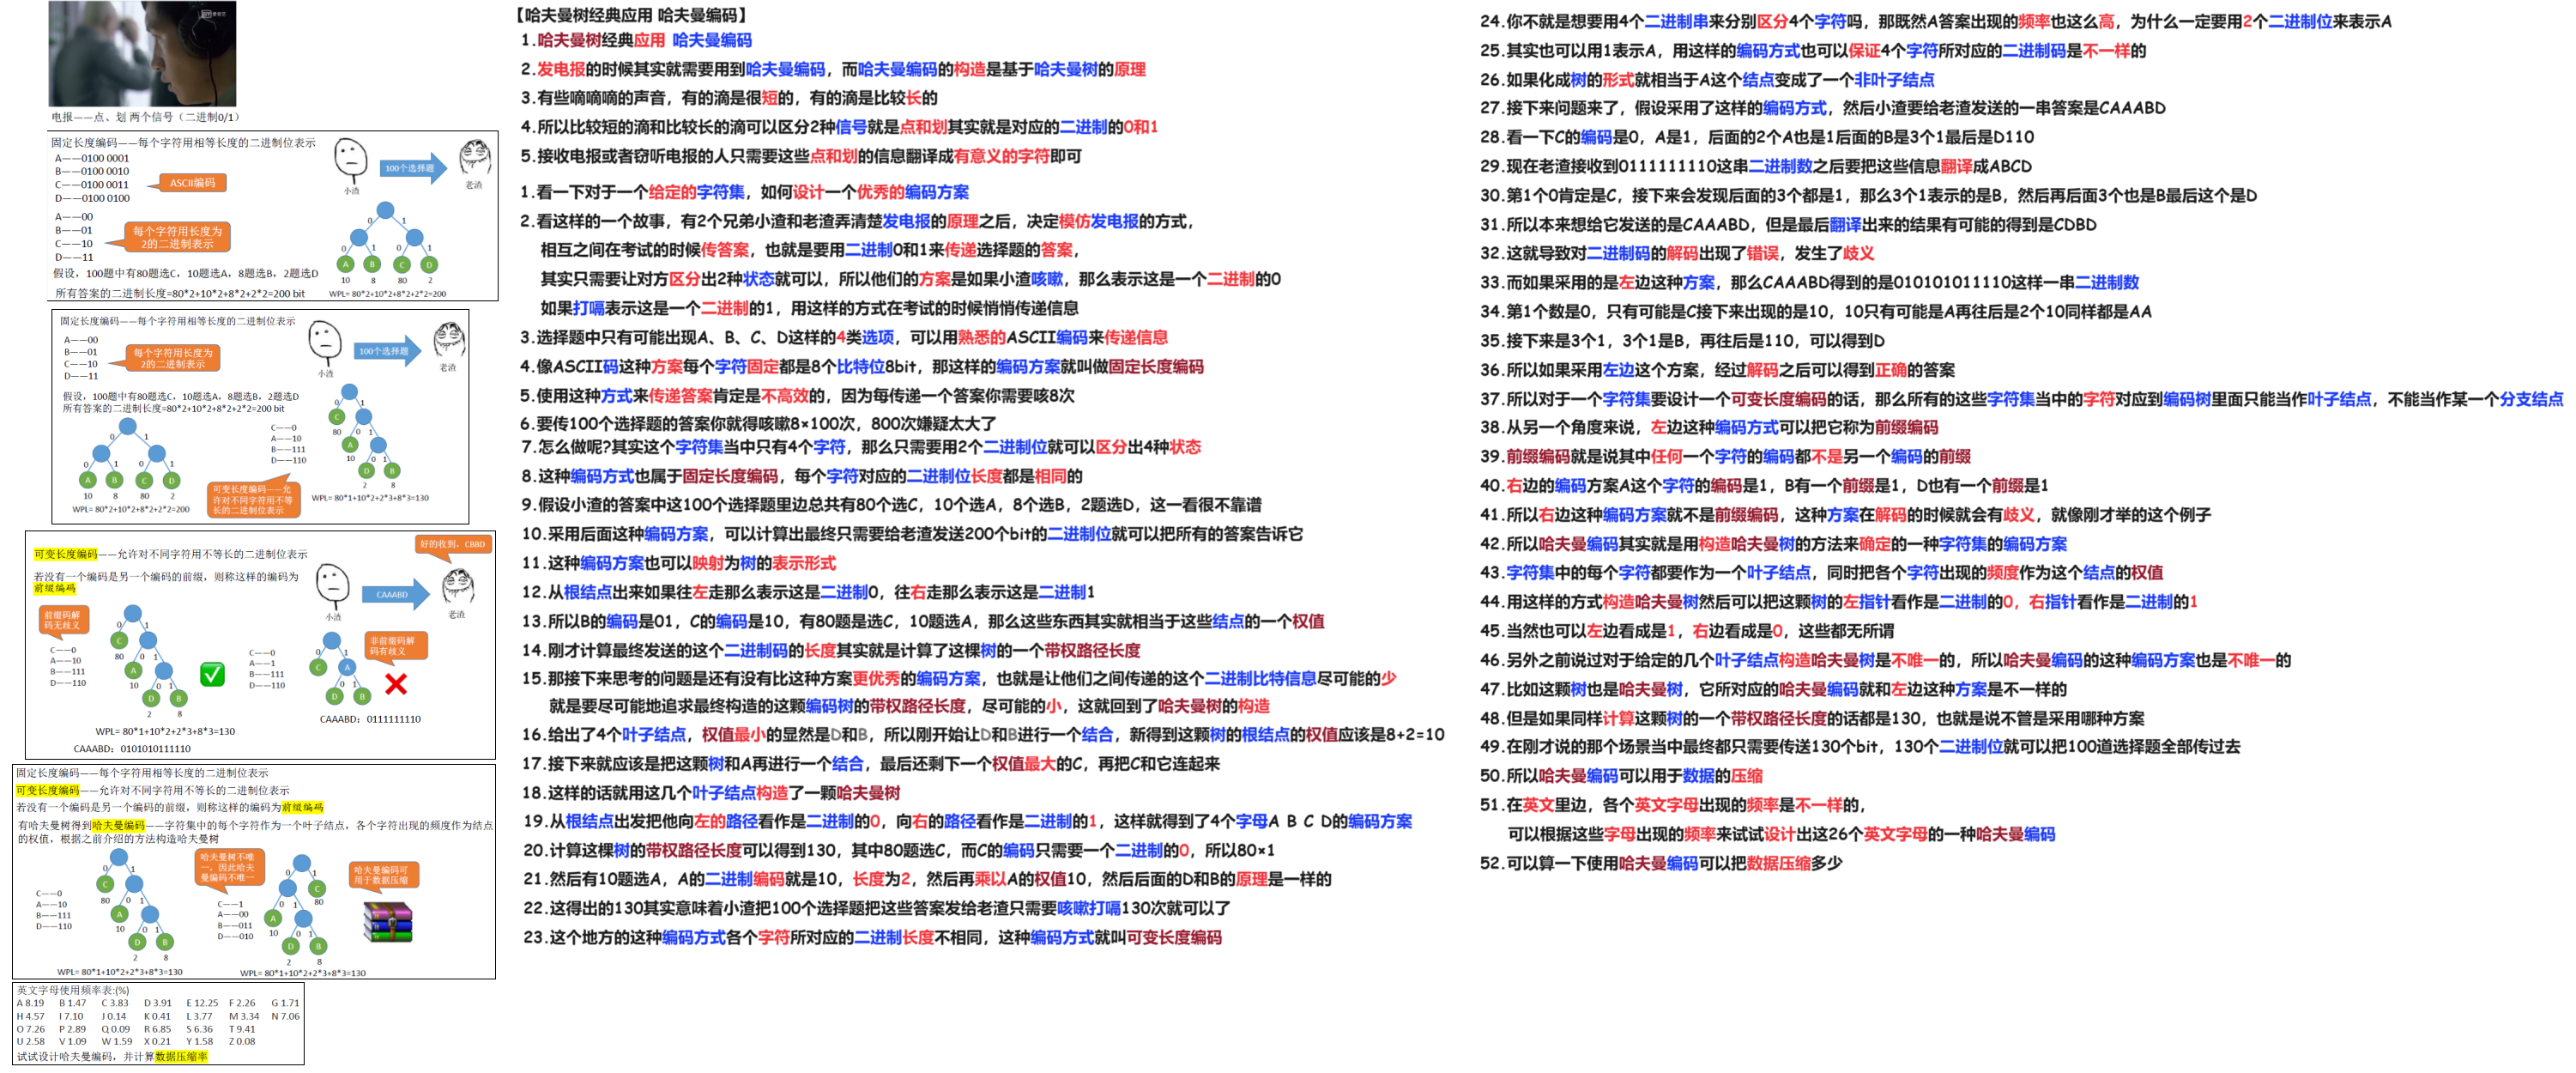 电报——点、划 两个信号（二进制0/1）
固定长度编码——每个字符用相等长度的二进制位表示
A——0100 0001
B——0100 0010
C——0100 0011
D——0100 0100
ASCII编码
小渣
100个选择题
老渣
A——00
B——01
C——10
D——11
每个字符用长度为
2的二进制表示
假设，100题中有80题选C，10题选A，8题选B，2题选D
所有答案的二进制长度=80*2+10*2+8*2+2*2=200 bit
0 1
0 1 0 1
A B C D
10 8 80 2
WPL= 80*2+10*2+8*2+2*2=200
固定长度编码——每个字符用相等长度的二进制位表示
A——00
B——01
C——10
D——11
每个字符用长度为
2的二进制表示
小渣
100个选择题
老渣
假设，100题中有80题选C，10题选A，8题选B，2题选D
所有答案的二进制长度=80*2+10*2+8*2+2*2=200 bit
0 1
0 1 0 1
A B C D
10 8 80 2
WPL= 80*2+10*2+8*2+2*2=200
C——0
A——10
B——111
D——110
可变长度编码——允
许对不同字符用不等
长的二进制位表示
0 1
C
80 0 1
A
10 0 1
D B
2 8
WPL= 80*1+10*2+2*3+8*3=130
可变长度编码——允许对不同字符用不等长的二进制位表示
若没有一个编码是另一个编码的前缀，则称这样的编码为
前缀编码
好的收到，CBBD
小渣
CAAABD
老渣
前缀码解
码无歧义
C——0
A——10
B——111
D——110
0 1
C
80 0 1
A
10 0 1
D B
2 8
WPL= 80*1+10*2+2*3+8*3=130
CAAABD：0101010111110
C——0
A——1
B——111
D——110
非前缀码解
码有歧义
0 1
C A
0 1
D B
CAAABD：0111111110
固定长度编码——每个字符用相等长度的二进制位表示
可变长度编码——允许对不同字符用不等长的二进制位表示
若没有一个编码是另一个编码的前缀，则称这样的编码为前缀编码
有哈夫曼树得到哈夫曼编码——字符集中的每个字符作为一个叶子结点，各个字符出现的频度作为结点
的权值，根据之前介绍的方法构造哈夫曼树
C——0
A——10
B——111
D——110
0 1
C
80 0 1
A
10 0 1
D B
2 8
WPL= 80*1+10*2+2*3+8*3=130
哈夫曼树不唯
一，因此哈夫
曼编码不唯一
C——1
A——00
B——011
D——010
0 1
C
0 1 80
A
10 0 1
D B
2 8
WPL= 80*1+10*2+2*3+8*3=130
哈夫曼编码可
用于数据压缩
英文字母使用频率表:(%)
A 8.19 B 1.47 C 3.83 D 3.91 E 12.25 F 2.26 G 1.71
H 4.57 I 7.10 J 0.14 K 0.41 L 3.77 M 3.34 N 7.06
O 7.26 P 2.89 Q 0.09 R 6.85 S 6.36 T 9.41
U 2.58 V 1.09 W 1.59 X 0.21 Y 1.58 Z 0.08
试试设计哈夫曼编码，并计算数据压缩率
【哈夫曼树经典应用 哈夫曼编码】
1.哈夫曼树经典应用 哈夫曼编码
2.发电报的时候其实就需要用到哈夫曼编码，而哈夫曼编码的构造是基于哈夫曼树的原理
3.有些嘀嘀嘀的声音，有的滴是很短的，有的滴是比较长的
4.所以比较短的滴和比较长的滴可以区分2种信号就是点和划其实就是对应的二进制的0和1
5.接收电报或者窃听电报的人只需要这些点和划的信息翻译成有意义的字符即可
1.看一下对于一个给定的字符集，如何设计一个优秀的编码方案
2.看这样的一个故事，有2个兄弟小渣和老渣弄清楚发电报的原理之后，决定模仿发电报的方式，
相互之间在考试的时候传答案，也就是要用二进制0和1来传递选择题的答案，
其实只需要让对方区分出2种状态就可以，所以他们的方案是如果小渣咳嗽，那么表示这是一个二进制的0
如果打嗝表示这是一个二进制的1，用这样的方式在考试的时候悄悄传递信息
3.选择题中只有可能出现A、B、C、D这样的4类选项，可以用熟悉的ASCII编码来传递信息
4.像ASCII码这种方案每个字符固定都是8个比特位8bit，那这样的编码方案就叫做固定长度编码
5.使用这种方式来传递答案肯定是不高效的，因为每传递一个答案你需要咳8次
6.要传100个选择题的答案你就得咳嗽8×100次，800次嫌疑太大了
7.怎么做呢?其实这个字符集当中只有4个字符，那么只需要用2个二进制位就可以区分出4种状态
8.这种编码方式也属于固定长度编码，每个字符对应的二进制位长度都是相同的
9.假设小渣的答案中这100个选择题里边总共有80个选C，10个选A，8个选B，2题选D，这一看很不靠谱
10.采用后面这种编码方案，可以计算出最终只需要给老渣发送200个bit的二进制位就可以把所有的答案告诉它
11.这种编码方案也可以映射为树的表示形式
12.从根结点出来如果往左走那么表示这是二进制0，往右走那么表示这是二进制1
13.所以B的编码是01，C的编码是10，有80题是选C，10题选A，那么这些东西其实就相当于这些结点的一个权值
14.刚才计算最终发送的这个二进制码的长度其实就是计算了这棵树的一个带权路径长度
15.那接下来思考的问题是还有没有比这种方案更优秀的编码方案，也就是让他们之间传递的这个二进制比特信息尽可能的少
就是要尽可能地追求最终构造的这颗编码树的带权路径长度，尽可能的小，这就回到了哈夫曼树的构造
16.给出了4个叶子结点，权值最小的显然是D和B，所以刚开始让D和B进行一个结合，新得到这颗树的根结点的权值应该是8+2=10
17.接下来就应该是把这颗树和A再进行一个结合，最后还剩下一个权值最大的C，再把C和它连起来
18.这样的话就用这几个叶子结点构造了一颗哈夫曼树
19.从根结点出发把他向左的路径看作是二进制的0，向右的路径看作是二进制的1，这样就得到了4个字母A B C D的编码方案
20.计算这棵树的带权路径长度可以得到130，其中80题选C，而C的编码只需要一个二进制的0，所以80×1
21.然后有10题选A，A的二进制编码就是10，长度为2，然后再乘以A的权值10，然后后面的D和B的原理是一样的
22.这得出的130其实意味着小渣把100个选择题把这些答案发给老渣只需要咳嗽打嗝130次就可以了
23.这个地方的这种编码方式各个字符所对应的二进制长度不相同，这种编码方式就叫可变长度编码
24.你不就是想要用4个二进制串来分别区分4个字符吗，那既然A答案出现的频率也这么高，为什么一定要用2个二进制位来表示A
25.其实也可以用1表示A，用这样的编码方式也可以保证4个字符所对应的二进制码是不一样的
26.如果化成树的形式就相当于A这个结点变成了一个非叶子结点
27.接下来问题来了，假设采用了这样的编码方式，然后小渣要给老渣发送的一串答案是CAAABD
28.看一下C的编码是0，A是1，后面的2个A也是1后面的B是3个1最后是D110
29.现在老渣接收到0111111110这串二进制数之后要把这些信息翻译成ABCD
30.第1个0肯定是C，接下来会发现后面的3个都是1，那么3个1表示的是B，然后再后面3个也是B最后这个是D
31.所以本来想给它发送的是CAAABD，但是最后翻译出来的结果有可能的得到是CDBD
32.这就导致对二进制码的解码出现了错误，发生了歧义
33.而如果采用的是左边这种方案，那么CAAABD得到的是010101011110这样一串二进制数
34.第1个数是0，只有可能是C接下来出现的是10，10只有可能是A再往后是2个10同样都是AA
35.接下来是3个1，3个1是B，再往后是110，可以得到D
36.所以如果采用左边这个方案，经过解码之后可以得到正确的答案
37.所以对于一个字符集要设计一个可变长度编码的话，那么所有的这些字符集当中的字符对应到编码树里面只能当作叶子结点，不能当作某一个分支结点
38.从另一个角度来说，左边这种编码方式可以把它称为前缀编码
39.前缀编码就是说其中任何一个字符的编码都不是另一个编码的前缀
40.右边的编码方案A这个字符的编码是1，B有一个前缀是1，D也有一个前缀是1
41.所以右边这种编码方案就不是前缀编码，这种方案在解码的时候就会有歧义，就像刚才举的这个例子
42.所以哈夫曼编码其实就是用构造哈夫曼树的方法来确定的一种字符集的编码方案
43.字符集中的每个字符都要作为一个叶子结点，同时把各个字符出现的频度作为这个结点的权值
44.用这样的方式构造哈夫曼树然后可以把这颗树的左指针看作是二进制的0，右指针看作是二进制的1
45.当然也可以左边看成是1，右边看成是0，这些都无所谓
46.另外之前说过对于给定的几个叶子结点构造哈夫曼树是不唯一的，所以哈夫曼编码的这种编码方案也是不唯一的
47.比如这颗树也是哈夫曼树，它所对应的哈夫曼编码就和左边这种方案是不一样的
48.但是如果同样计算这颗树的一个带权路径长度的话都是130，也就是说不管是采用哪种方案
49.在刚才说的那个场景当中最终都只需要传送130个bit，130个二进制位就可以把100道选择题全部传过去
50.所以哈夫曼编码可以用于数据的压缩
51.在英文里边，各个英文字母出现的频率是不一样的，
可以根据这些字母出现的频率来试试设计出这26个英文字母的一种哈夫曼编码
52.可以算一下使用哈夫曼编码可以把数据压缩多少